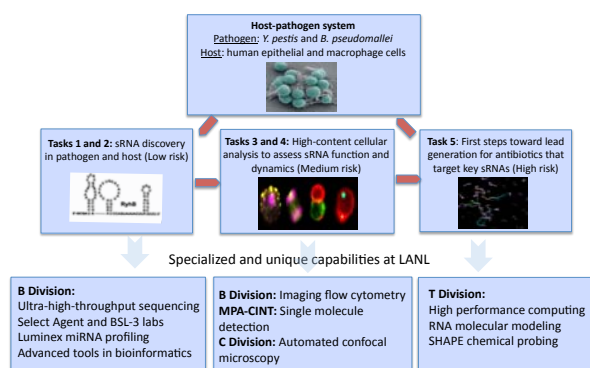 Host-pathogen system
Pathogen: Y. pestis and B. pseudomallei
Host: human epithelial and macrophage cells
Tasks 1 and 2: sRNA discovery
in pathogen and host (Low risk)
RyhB
Tasks 3 and 4: High-content cellular
analysis to assess sRNA function and
dynamics (Medium risk)
Task 5: First steps toward lead
generation for antibiotics that
target key sRNAs (High risk)
Specialized and unique capabilities at LANL
B Division:
Ultra-high-throughput sequencing
Select Agent and BSL-3 labs
Luminex miRNA profiling
Advanced tools in bioinformatics
B Division: Imaging flow cytometry
MPA-CINT: Single molecule
detection
C Division: Automated confocal
microscopy
T Division:
High performance computing
RNA molecular modeling
SHAPE chemical probing